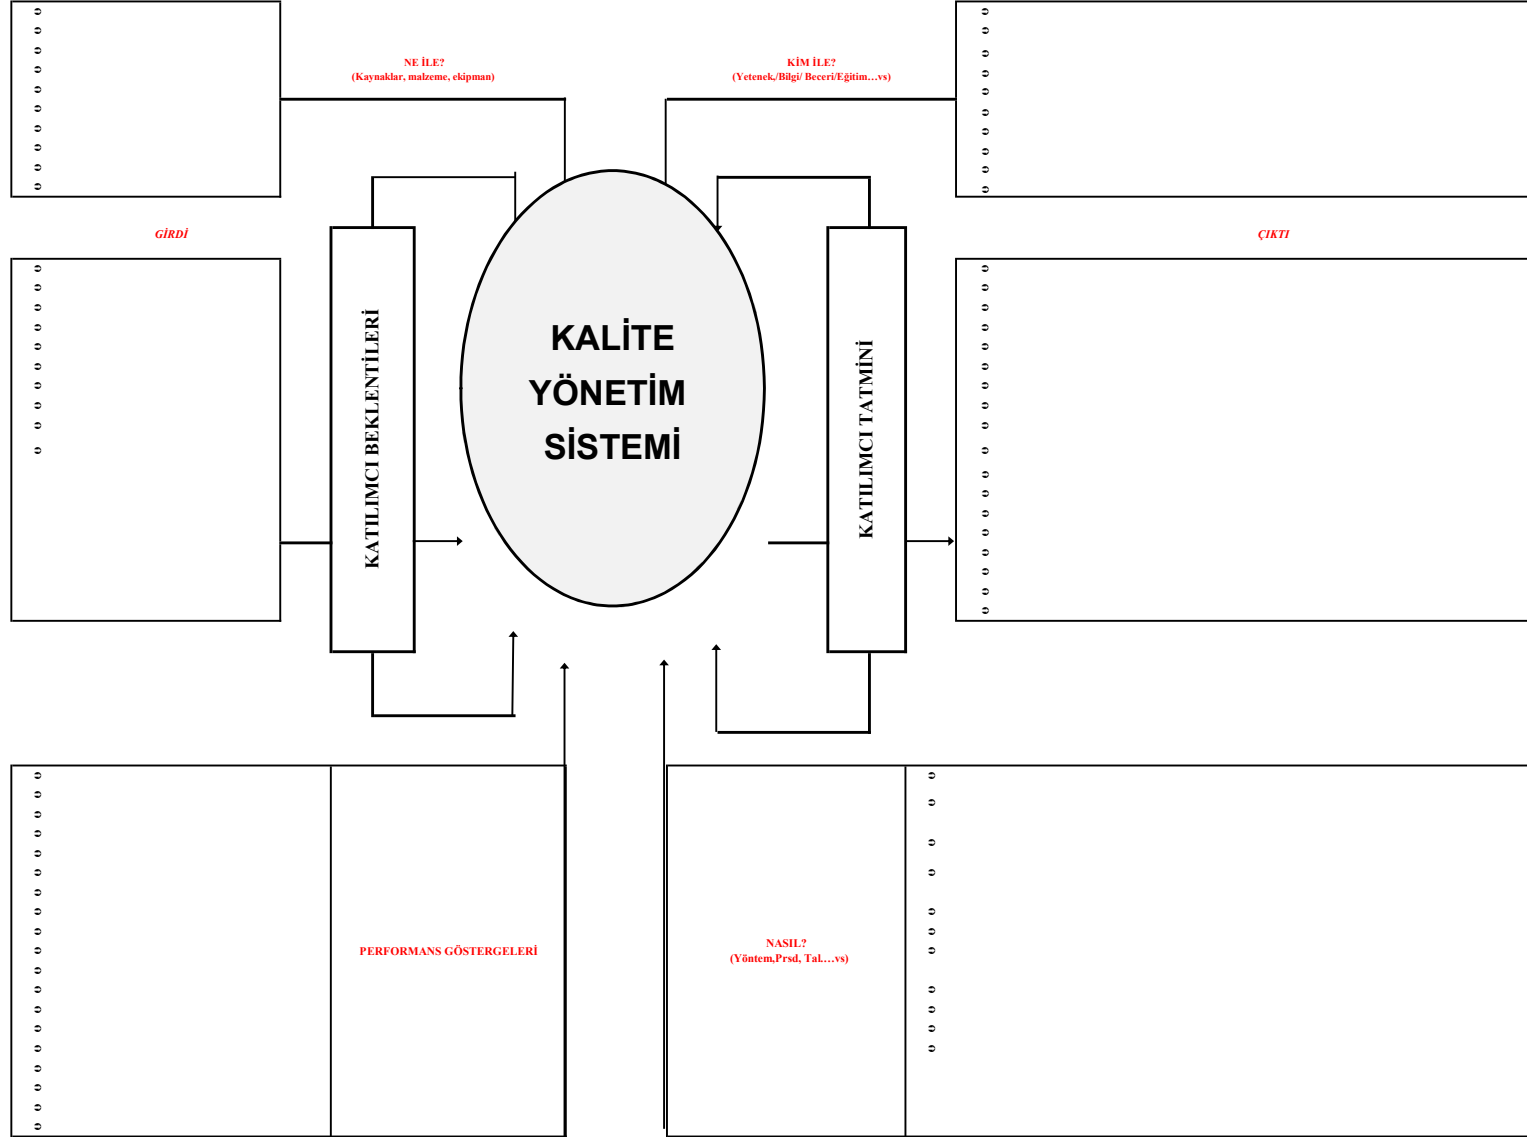 NE İLE?
(Kaynaklar, malzeme, ekipman)
KİM İLE?
(Yetenek,/Bilgi/ Beceri/Eğitim…vs)
GİRDİ
ÇIKTI
KATILIMCI BEKLENTİLERİ
KALİTE
YÖNETİM
SİSTEMİ
KATILIMCI TATMİNİ
PERFORMANS GÖSTERGELERİ
NASIL?
(Yöntem,Prsd, Tal.…vs)